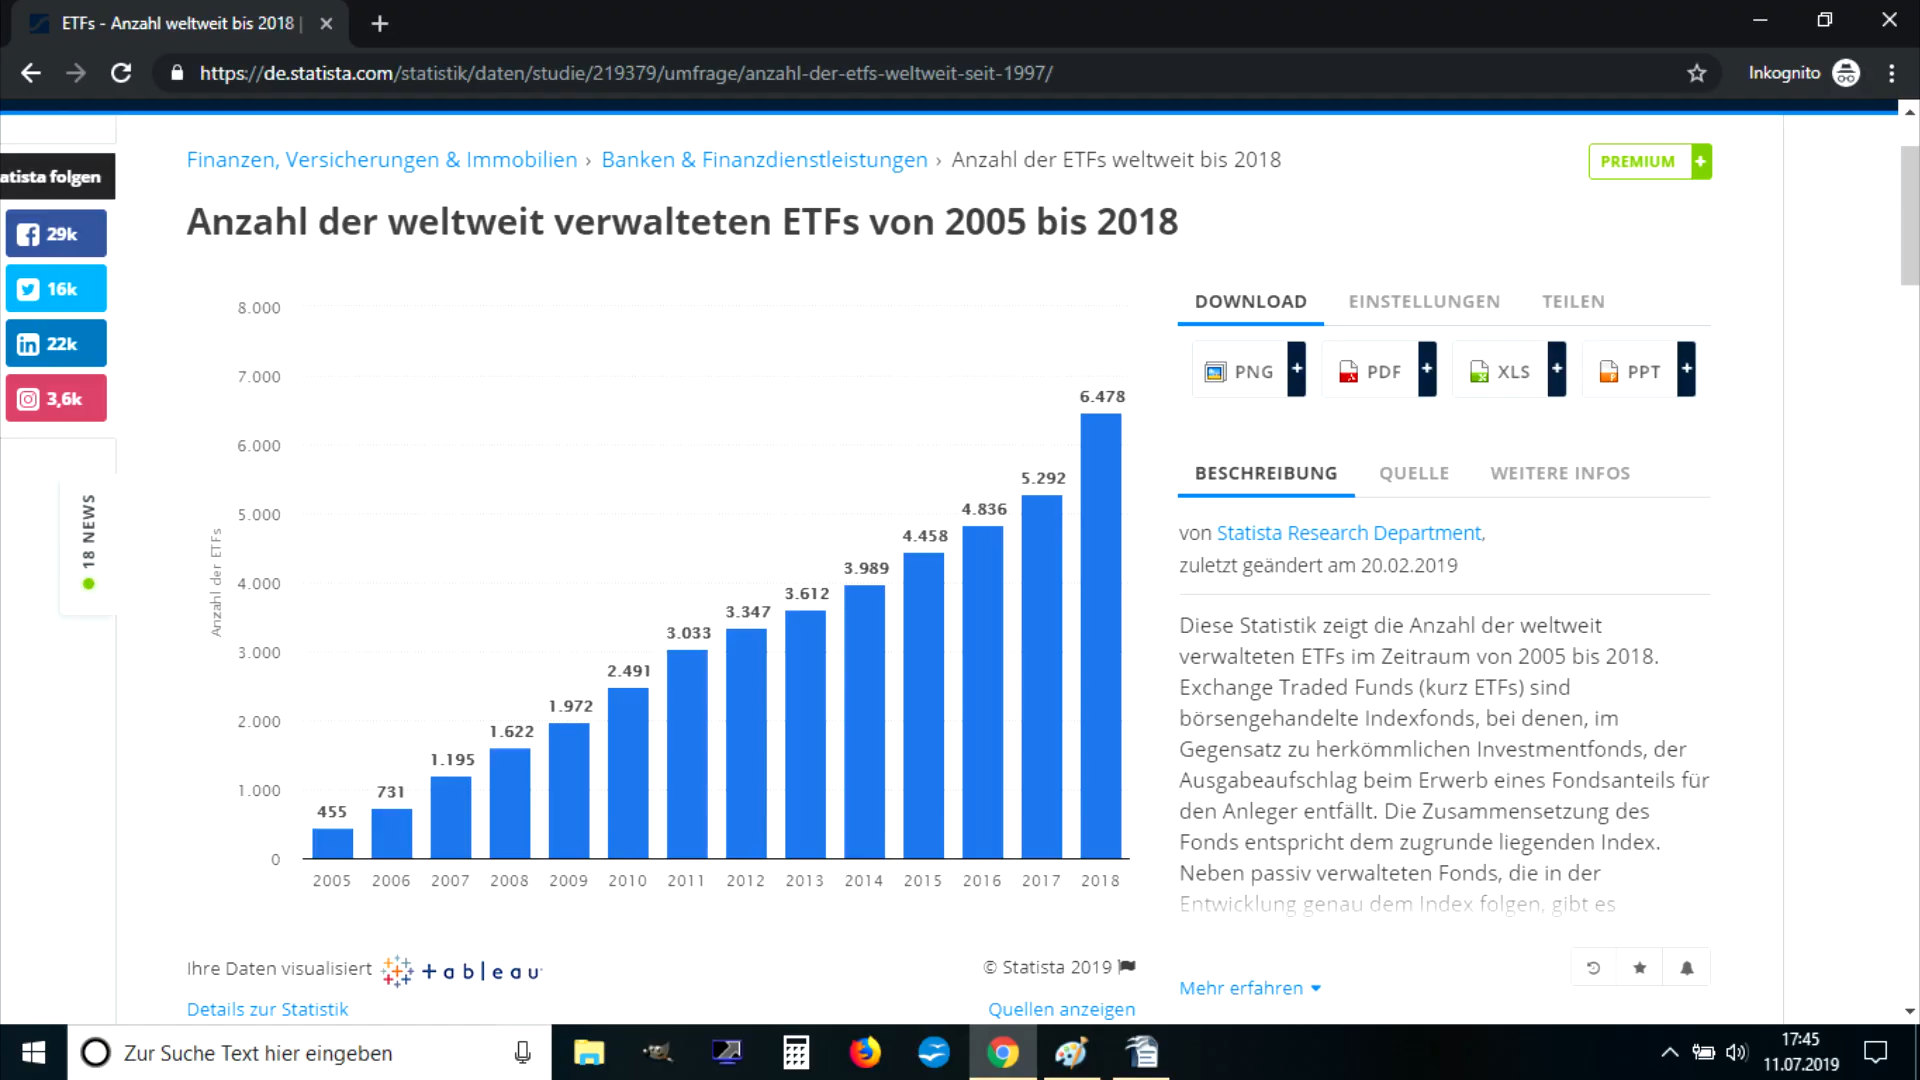 ETFs - Anzahl weltweit bis 2018 |
https://de.statista.com/statistik/daten/studie/219379/umfrage/anzahl-der-etfs-weltweit-seit-1997/
Inkognito
atista folgen
29k
16k
22k
3,6k
18 NEWS
Finanzen, Versicherungen & Immobilien › Banken & Finanzdienstleistungen › Anzahl der ETFs weltweit bis 2018
PREMIUM +
Anzahl der weltweit verwalteten ETFs von 2005 bis 2018
Anzahl der ETFs
8.000
7.000
6.000
5.000
4.000
3.000
2.000
1.000
0
455
731
1.195
1.622
1.972
2.491
3.033
3.347
3.612
3.989
4.458
4.836
5.292
6.478
2005 2006 2007 2008 2009 2010 2011 2012 2013 2014 2015 2016 2017 2018
Ihre Daten visualisiert +ableau
© Statista 2019
Details zur Statistik
Quellen anzeigen
DOWNLOAD EINSTELLUNGEN TEILEN
PNG + PDF + XLS + PPT +
BESCHREIBUNG QUELLE WEITERE INFOS
von Statista Research Department,
zuletzt geändert am 20.02.2019
Diese Statistik zeigt die Anzahl der weltweit
verwalteten ETFs im Zeitraum von 2005 bis 2018.
Exchange Traded Funds (kurz ETFs) sind
börsengehandelte Indexfonds, bei denen, im
Gegensatz zu herkömmlichen Investmentfonds, der
Ausgabeaufschlag beim Erwerb eines Fondsanteils für
den Anleger entfällt. Die Zusammensetzung des
Fonds entspricht dem zugrunde liegenden Index.
Neben passiv verwalteten Fonds, die in der
Entwicklung genau dem Index folgen, gibt es
Mehr erfahren
Zur Suche Text hier eingeben
17:45
11.07.2019